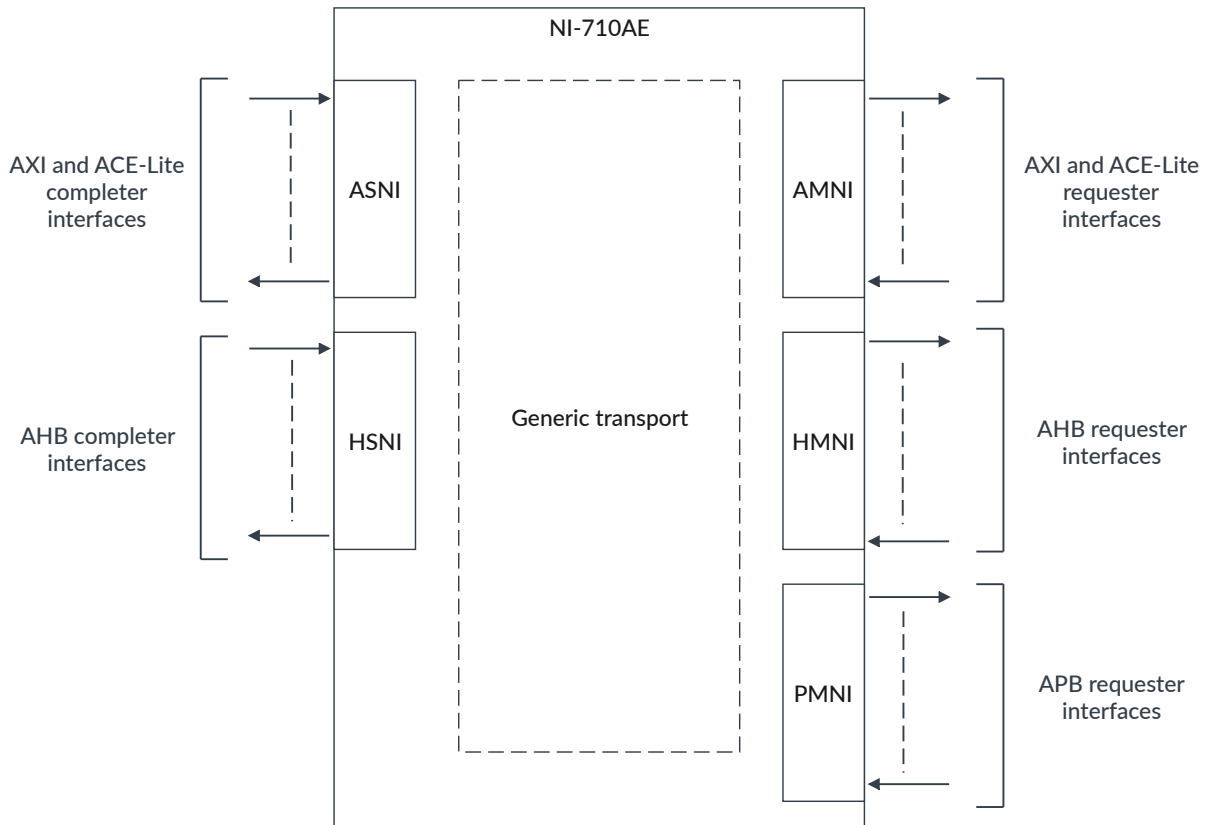 NI-710AE
AXI and ACE-Lite
completer
interfaces
ASNI
AMNI
AXI and ACE-Lite
requester
interfaces
AHB completer
interfaces
HSNI
Generic transport
HMNI
AHB requester
interfaces
PMNI
APB requester
interfaces